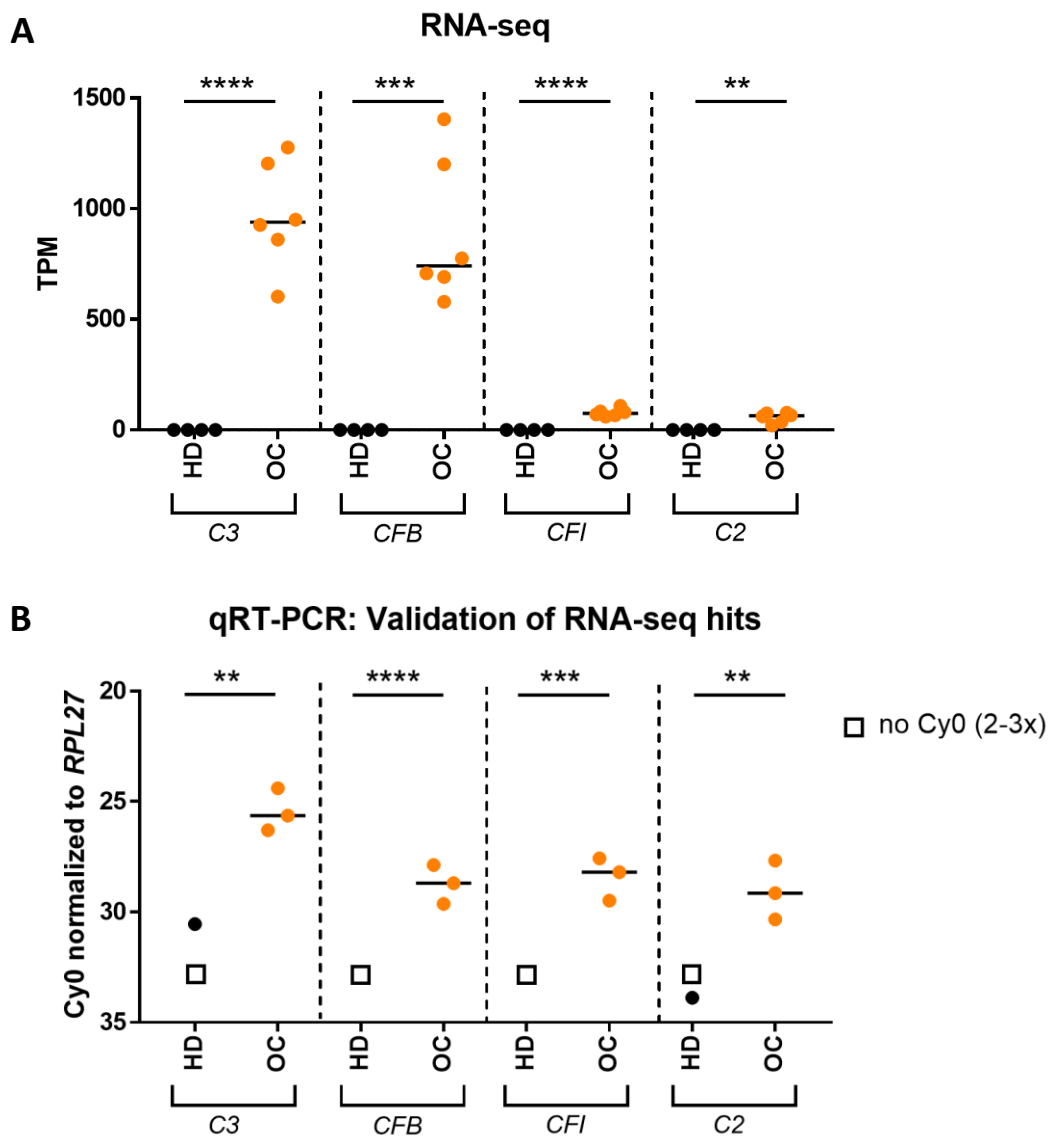 A
RNA-seq
**** *** **** **
1500
1000
500
0
TPM
HD OC HD OC HD OC HD OC
C3 CFB CFI C2
B
qRT-PCR: Validation of RNA-seq hits
** **** *** **
20
25
30
35
Cy0 normalized to RPL27
no Cy0 (2-3x)
HD OC HD OC HD OC HD OC
C3 CFB CFI C2